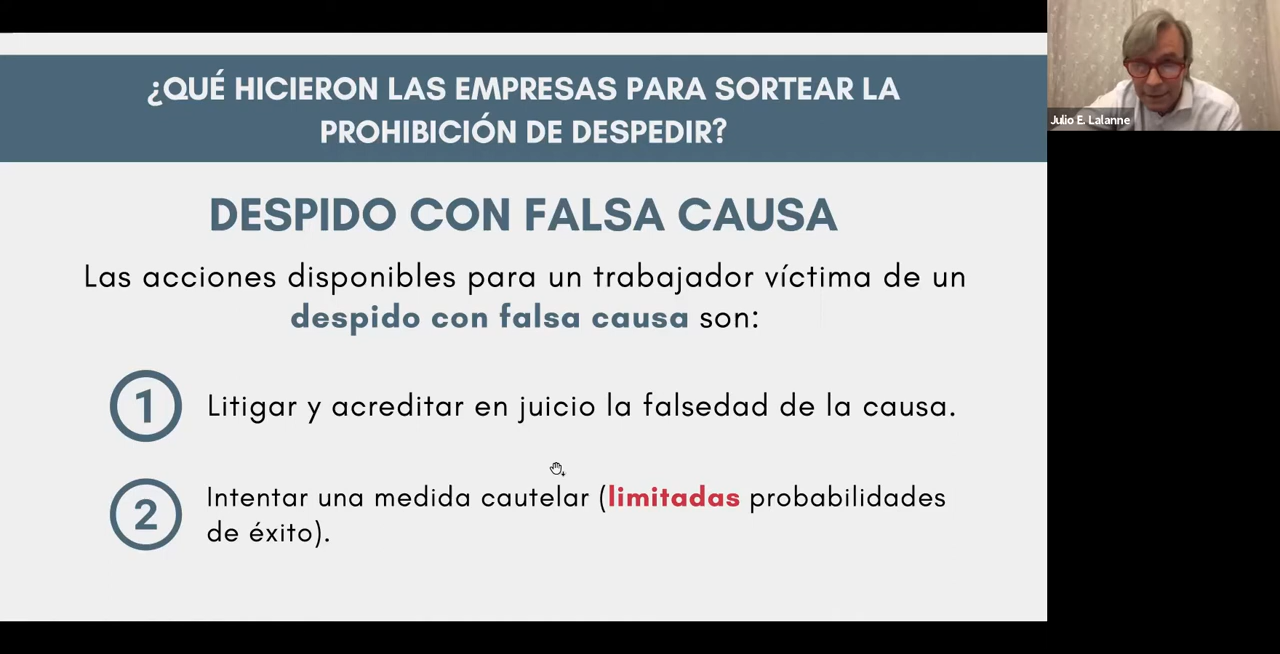 ¿QUÉ HICIERON LAS EMPRESAS PARA SORTEAR LA
PROHIBICIÓN DE DESPEDIR?
Julio E. Lalanne
DESPIDO CON FALSA CAUSA
Las acciones disponibles para un trabajador víctima de un
despido con falsa causa son:
1 Litigar y acreditar en juicio la falsedad de la causa.
2 Intentar una medida cautelar (limitadas probabilidades
de éxito).